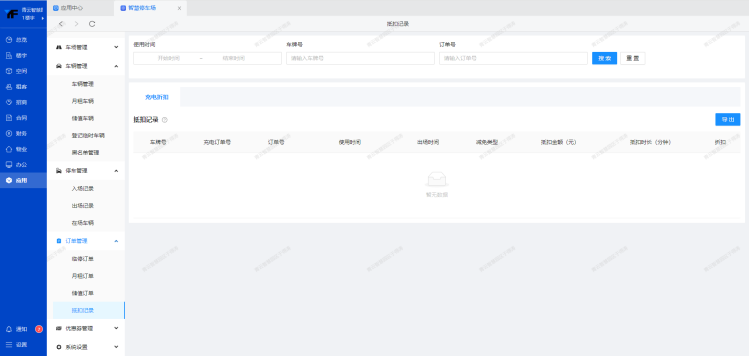 应用中心
智慧停车场
1楼宇
抵扣记录
总览
楼宇
空间
租客
招商
合同
财务
物业
办公
应用
通知
设置
车场管理
车辆管理
车辆管理
月租车辆
储值车辆
登记临时车辆
黑名单管理
停车管理
入场记录
出场记录
在场车辆
订单管理
临停订单
月租订单
储值订单
抵扣记录
优惠券管理
系统设置
使用时间
车牌号
订单号
开始时间
~
结束时间
请输入车牌号
请输入订单号
搜 索
重 置
充电折扣
抵扣记录
导 出
车牌号
充电订单号
订单号
使用时间
出场时间
减免类型
抵扣金额（元）
抵扣时长（分钟）
折扣
暂无数据